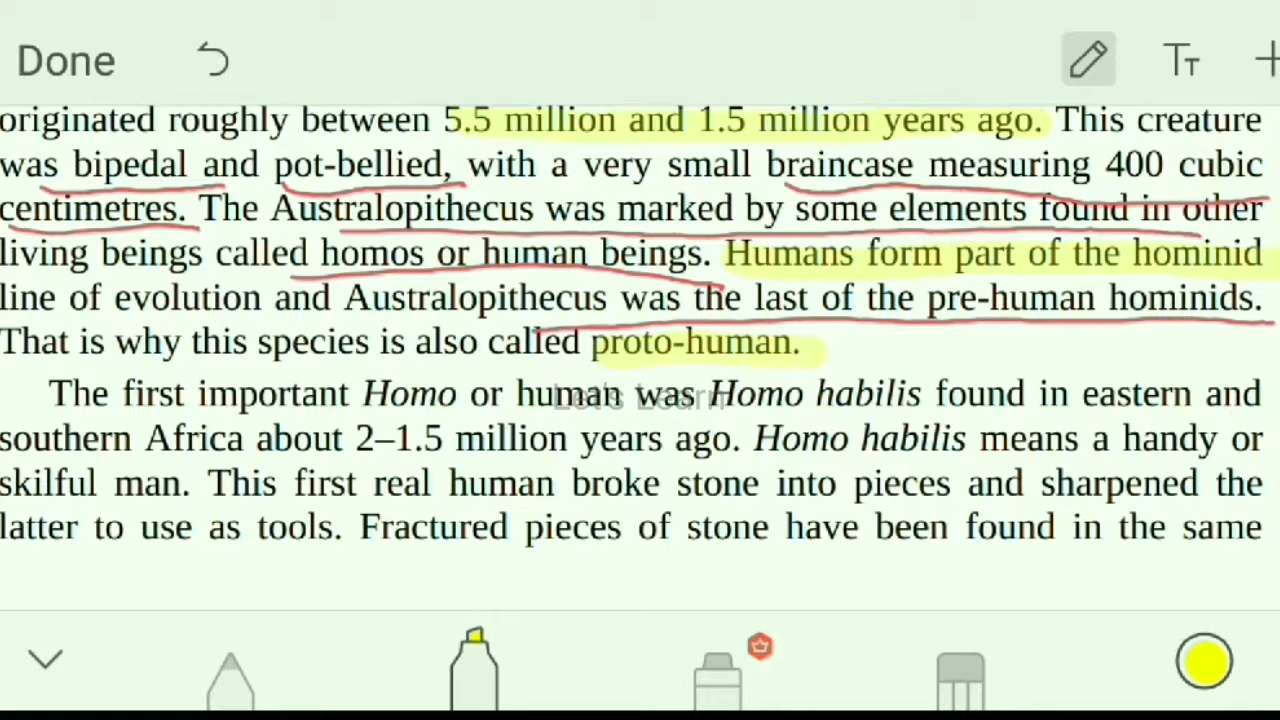 Done
originated roughly between 5.5 million and 1.5 million years ago. This creature
was bipedal and pot-bellied, with a very small braincase measuring 400 cubic
centimetres. The Australopithecus was marked by some elements found in other
living beings called homos or human beings. Humans form part of the hominid
line of evolution and Australopithecus was the last of the pre-human hominids.
That is why this species is also called proto-human.
The first important Homo or human was Homo habilis found in eastern and
Let's Learn
southern Africa about 2–1.5 million years ago. Homo habilis means a handy or
skilful man. This first real human broke stone into pieces and sharpened the
latter to use as tools. Fractured pieces of stone have been found in the same